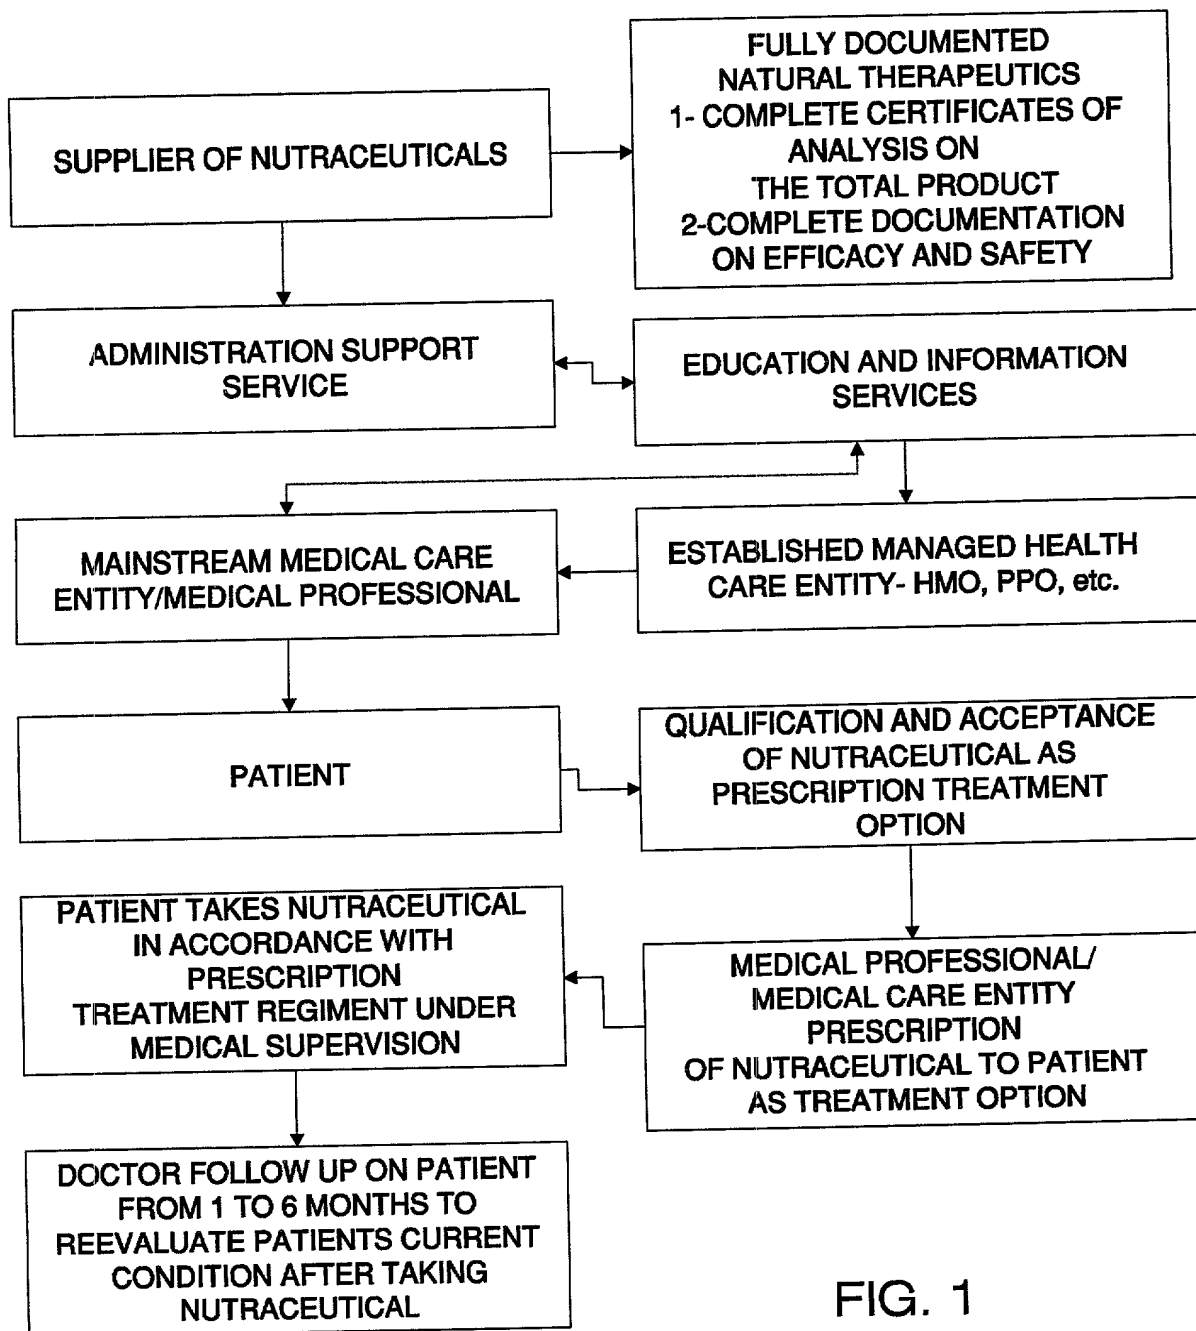 SUPPLIER OF NUTRACEUTICALS
FULLY DOCUMENTED
NATURAL THERAPEUTICS
1- COMPLETE CERTIFICATES OF
ANALYSIS ON
THE TOTAL PRODUCT
2-COMPLETE DOCUMENTATION
ON EFFICACY AND SAFETY
ADMINISTRATION SUPPORT
SERVICE
EDUCATION AND INFORMATION
SERVICES
MAINSTREAM MEDICAL CARE
ENTITY/MEDICAL PROFESSIONAL
ESTABLISHED MANAGED HEALTH
CARE ENTITY- HMO, PPO, etc.
PATIENT
QUALIFICATION AND ACCEPTANCE
OF NUTRACEUTICAL AS
PRESCRIPTION TREATMENT
OPTION
PATIENT TAKES NUTRACEUTICAL
IN ACCORDANCE WITH
PRESCRIPTION
TREATMENT REGIMENT UNDER
MEDICAL SUPERVISION
MEDICAL PROFESSIONAL/
MEDICAL CARE ENTITY
PRESCRIPTION
OF NUTRACEUTICAL TO PATIENT
AS TREATMENT OPTION
DOCTOR FOLLOW UP ON PATIENT
FROM 1 TO 6 MONTHS TO
REEVALUATE PATIENTS CURRENT
CONDITION AFTER TAKING
NUTRACEUTICAL
FIG. 1